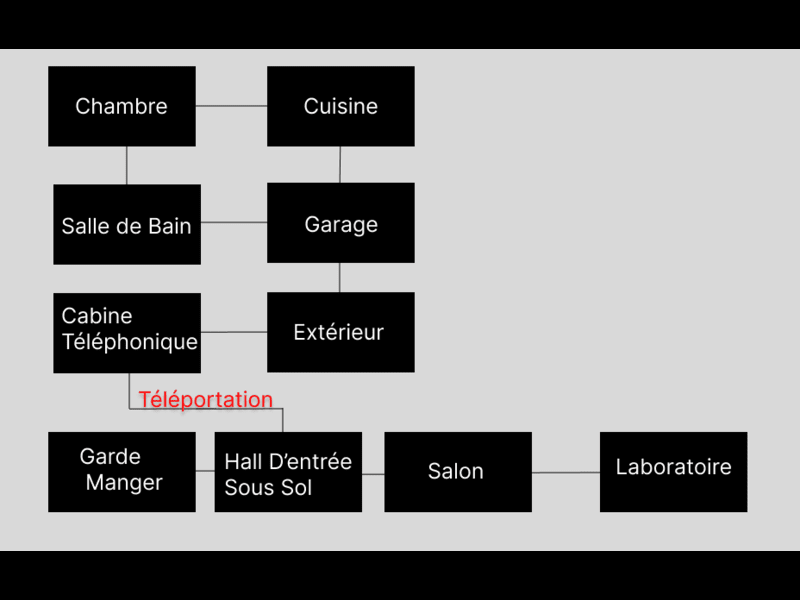 Chambre
Cuisine
Salle de Bain
Garage
Cabine
Téléphonique
Extérieur
Téléportation
Garde
Manger
Hall D'entrée
Sous Sol
Salon
Laboratoire